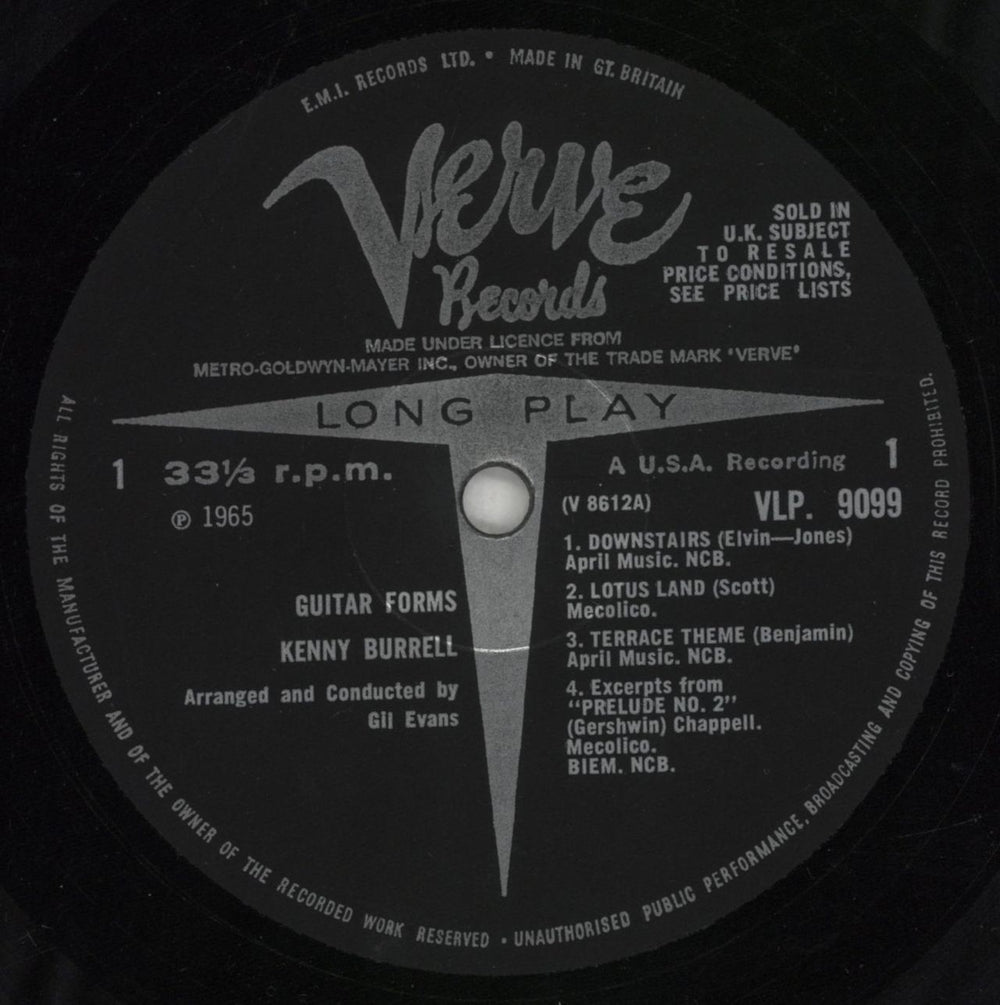 E.M.I. RECORDS LTD. • MADE IN GT. BRITAIN
Verve
Records
SOLD IN
U.K. SUBJECT
TO RESALE
PRICE CONDITIONS,
SEE PRICE LISTS
MADE UNDER LICENCE FROM
METRO-GOLDWYN-MAYER INC., OWNER OF THE TRADE MARK "VERVE"
LONG PLAY
1 33⅓ r.p.m.
℗ 1965
GUITAR FORMS
KENNY BURRELL
Arranged and Conducted by
Gil Evans
A U.S.A. Recording 1
(V 8612A) VLP. 9099
1. DOWNSTAIRS (Elvin—Jones)
April Music. NCB.
2. LOTUS LAND (Scott)
Mecolico.
3. TERRACE THEME (Benjamin)
April Music. NCB.
4. Excerpts from
“PRELUDE NO. 2”
(Gershwin) Chappell.
Mecolico.
BIEM. NCB.
ALL RIGHTS OF THE MANUFACTURER AND OF THE OWNER OF THE RECORDED WORK RESERVED • UNAUTHORISED PUBLIC PERFORMANCE, BROADCASTING AND COPYING OF THIS RECORD PROHIBITED.